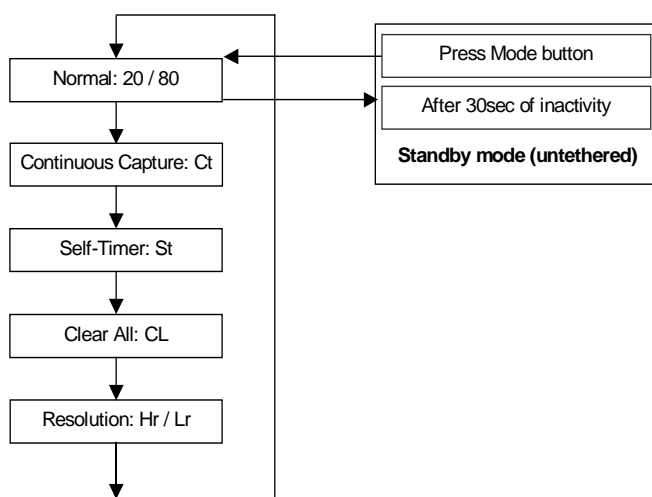 Normal: 20 / 80
Continuous Capture: Ct
Self-Timer: St
Clear All: CL
Resolution: Hr / Lr
Press Mode button
After 30sec of inactivity
Standby mode (untethered)